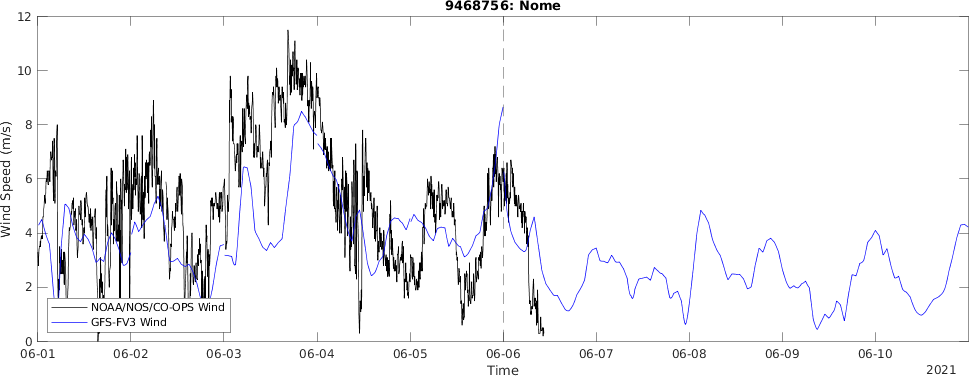 9468756: Nome
12
10
8
6
4
2
0
Wind Speed (m/s)
NOAA/NOS/CO-OPS Wind
GFS-FV3 Wind
06-01 06-02 06-03 06-04 06-05 06-06 06-07 06-08 06-09 06-10
Time
2021